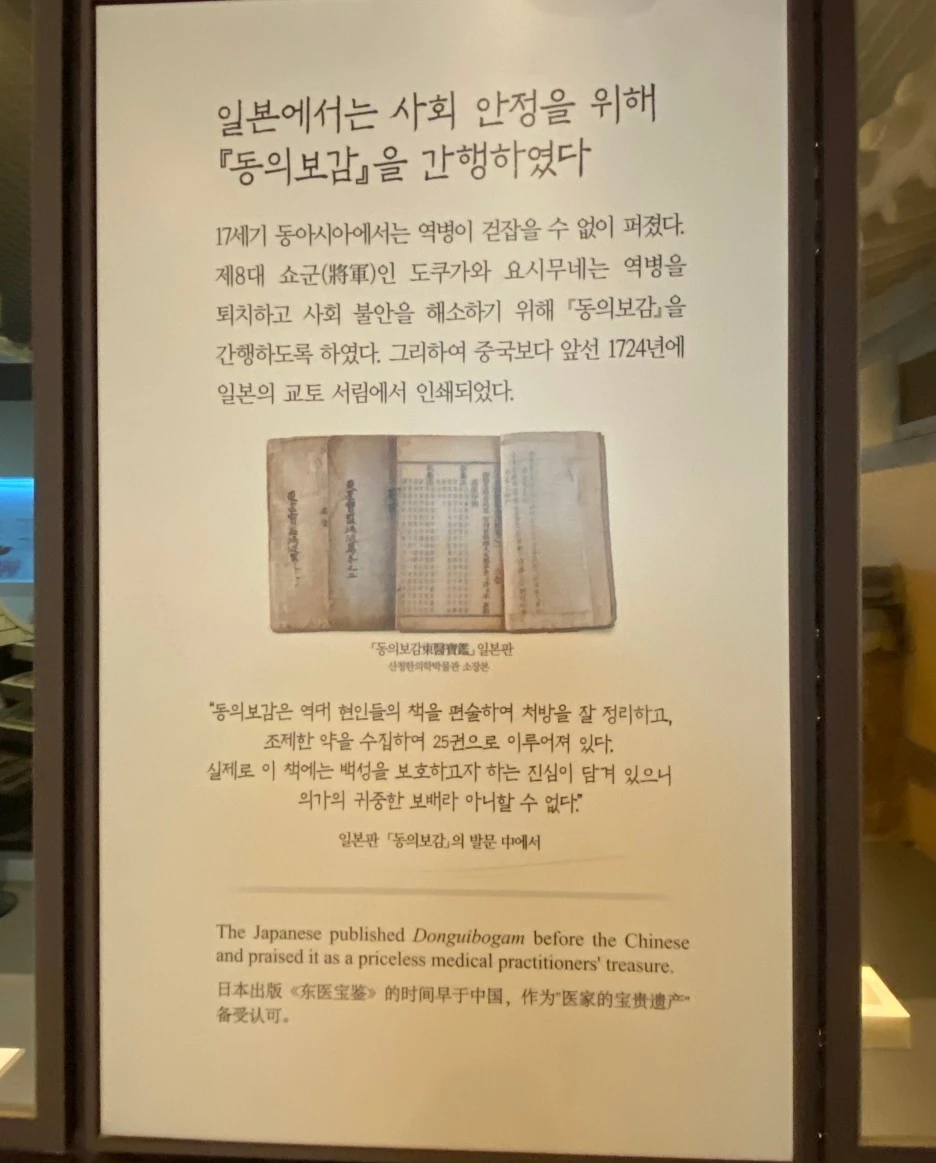 일본에서는 사회 안정을 위해
『동의보감』을 간행하였다
17세기 동아시아에서는 역병이 걷잡을 수 없이 퍼졌다.
제8대 쇼군(將軍)인 도쿠가와 요시무네는 역병을
퇴치하고 사회 불안을 해소하기 위해 『동의보감』을
간행하도록 하였다. 그리하여 중국보다 앞선 1724년에
일본의 교토 서림에서 인쇄되었다.
「동의보감東醫寶鑑」 일본판
산청한의학박물관 소장본
"동의보감은 역대 현인들의 책을 편술하여 처방을 잘 정리하고,
조제한 약을 수집하여 25권으로 이루어져 있다.
실제로 이 책에는 백성을 보호하고자 하는 진심이 담겨 있으니
의가의 귀중한 보배라 아니할 수 없다."
일본판 「동의보감」의 발문 中에서
The Japanese published Donguibogam before the Chinese
and praised it as a priceless medical practitioners' treasure.
日本出版《东医宝鉴》的时间早于中国，作为"医家的宝贵遗产"
备受认可。